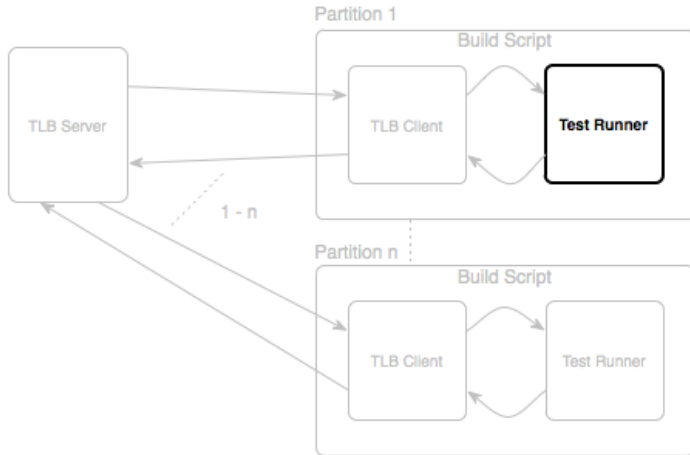 Partition 1
Build Script
TLB Server
TLB Client
Test Runner
1 - n
Partition n
Build Script
TLB Client
Test Runner